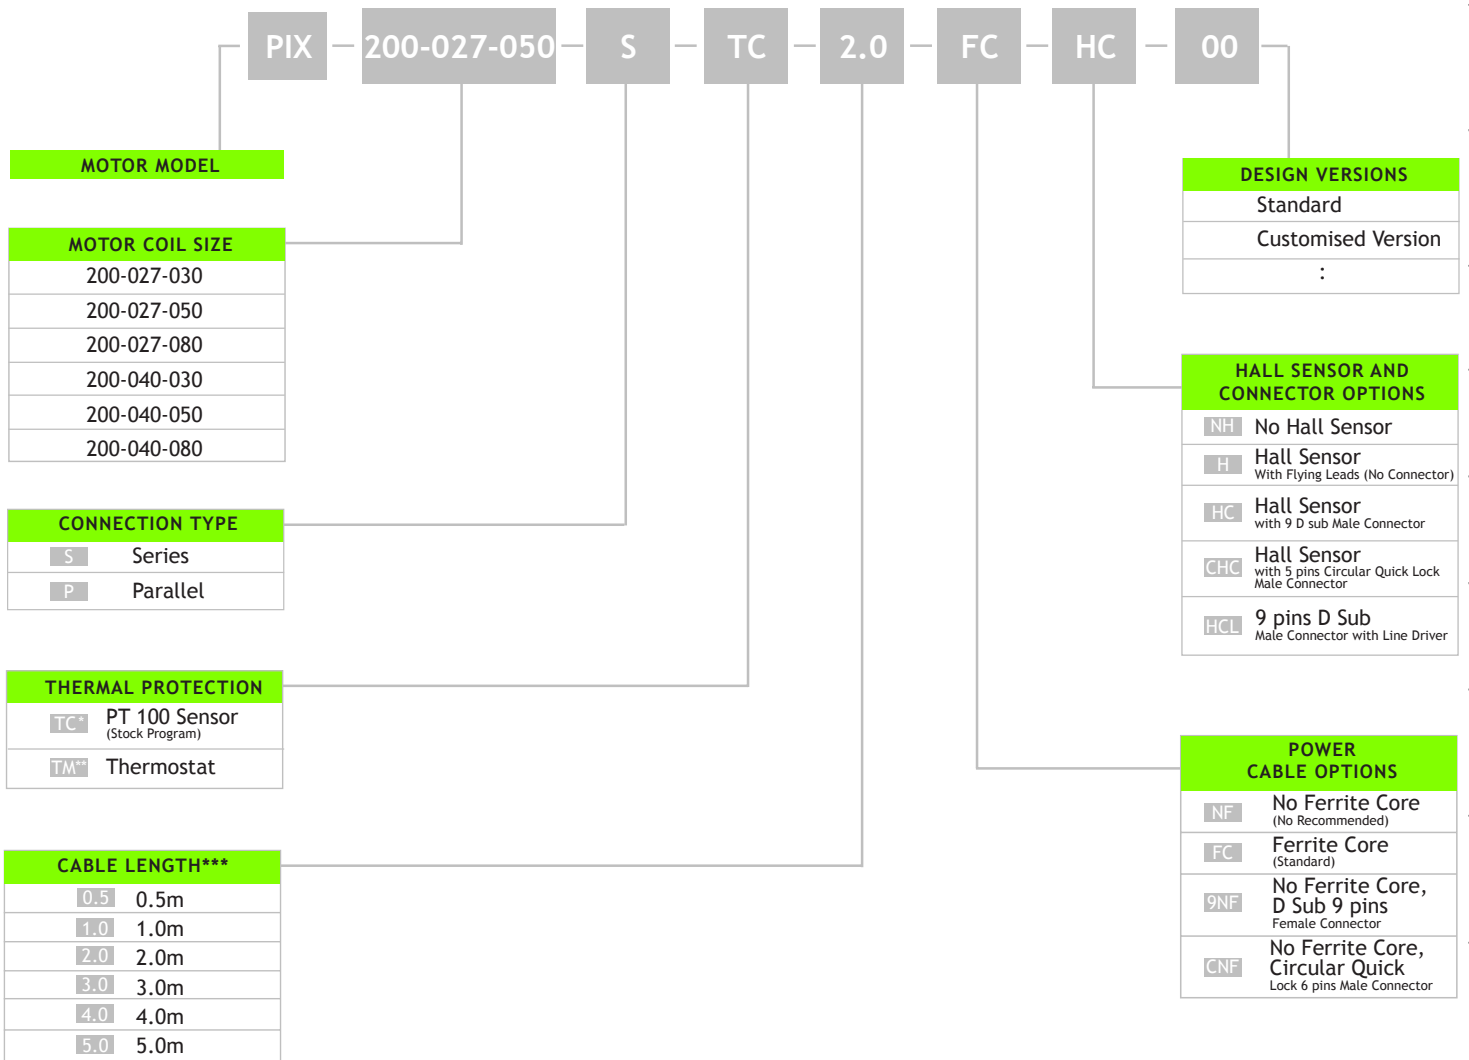 PIX 200-027-050 S TC 2.0 FC HC 00
MOTOR MODEL
MOTOR COIL SIZE
200-027-030
200-027-050
200-027-080
200-040-030
200-040-050
200-040-080
CONNECTION TYPE
S Series
P Parallel
THERMAL PROTECTION
TC* PT 100 Sensor
(Stock Program)
TM** Thermostat
CABLE LENGTH***
0.5 0.5m
1.0 1.0m
2.0 2.0m
3.0 3.0m
4.0 4.0m
5.0 5.0m
DESIGN VERSIONS
Standard
Customised Version
:
HALL SENSOR AND
CONNECTOR OPTIONS
NH No Hall Sensor
H Hall Sensor
With Flying Leads (No Connector)
HC Hall Sensor
with 9 D sub Male Connector
CHC Hall Sensor
with 5 pins Circular Quick Lock
Male Connector
HCL 9 pins D Sub
Male Connector with Line Driver
POWER
CABLE OPTIONS
NF No Ferrite Core
(No Recommended)
FC Ferrite Core
(Standard)
9NF No Ferrite Core,
D Sub 9 pins
Female Connector
CNF No Ferrite Core,
Circular Quick
Lock 6 pins Male Connector